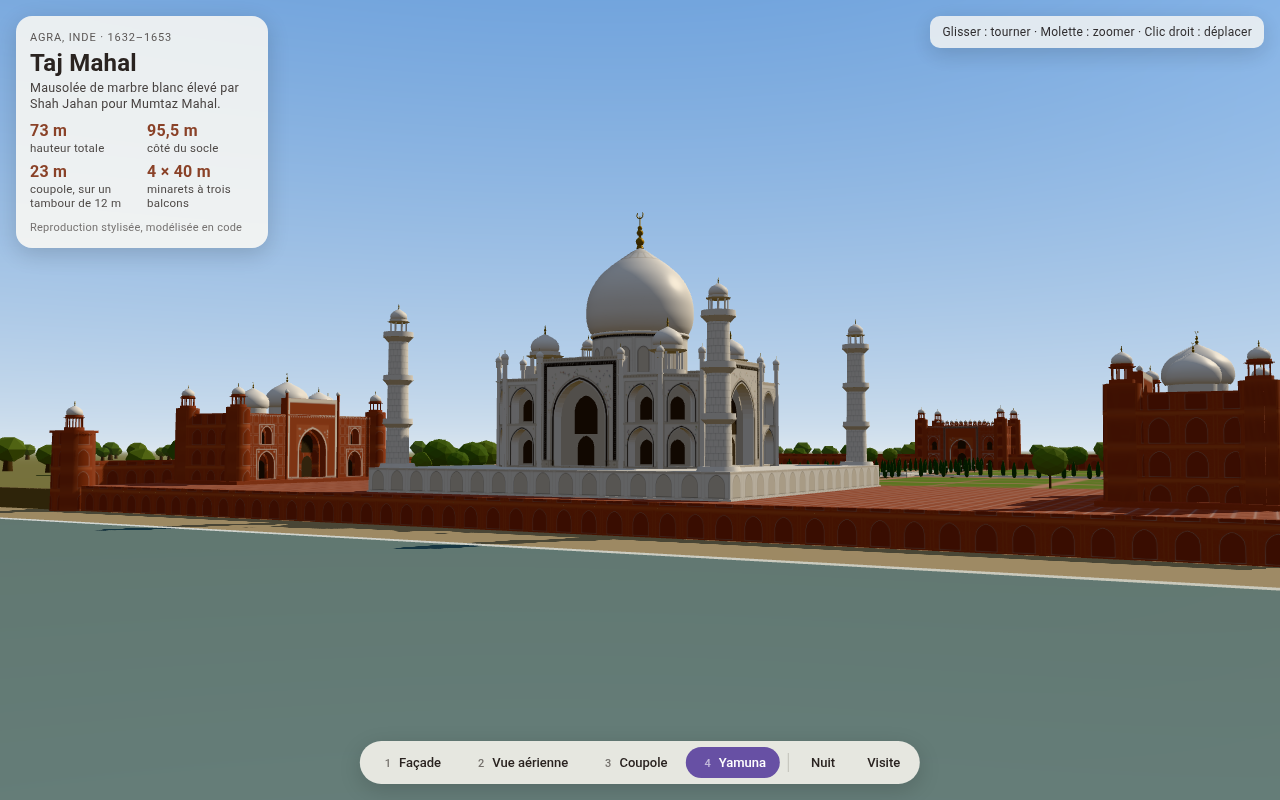 AGRA, INDE · 1632–1653
Taj Mahal
Mausolée de marbre blanc élevé par
Shah Jahan pour Mumtaz Mahal.
73 m
hauteur totale
95,5 m
côté du socle
23 m
coupole, sur un
tambour de 12 m
4 × 40 m
minarets à trois
balcons
Reproduction stylisée, modélisée en code
Glisser : tourner · Molette : zoomer · Clic droit : déplacer
1 Façade 2 Vue aérienne 3 Coupole 4 Yamuna Nuit Visite